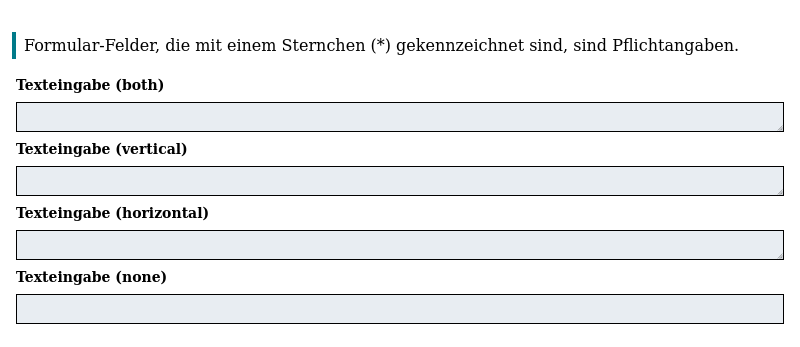 Formular-Felder, die mit einem Sternchen (*) gekennzeichnet sind, sind Pflichtangaben.
Texteingabe (both)
Texteingabe (vertical)
Texteingabe (horizontal)
Texteingabe (none)